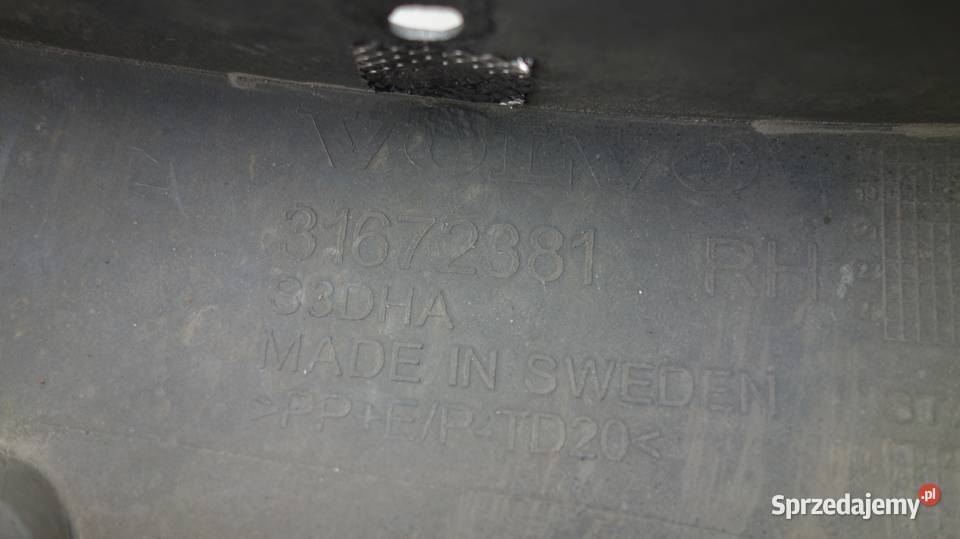 VOLVO
31672381 RH
33DHA
MADE IN SWEDEN
>PP+E/P-TD20<
Sprzedajemy.pl